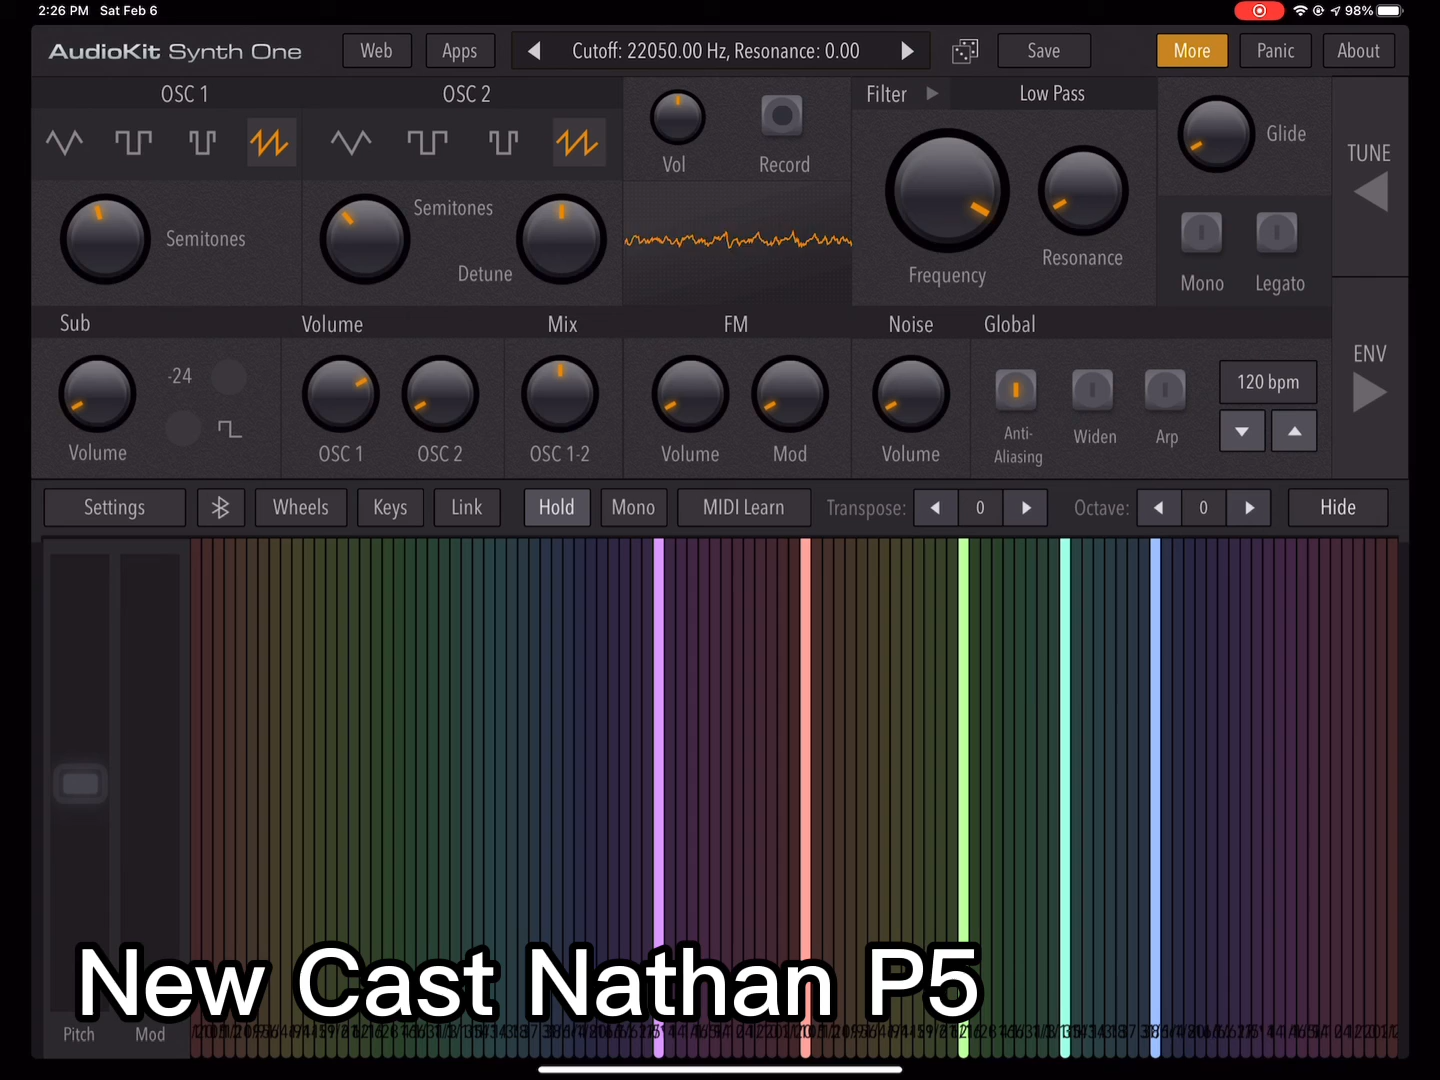 2:26 PM Sat Feb 6
98%
AudioKit Synth One
Web
Apps
Cutoff: 22050.00 Hz, Resonance: 0.00
Save
More
Panic
About
OSC 1
OSC 2
Filter
Low Pass
Vol
Record
Glide
TUNE
Semitones
Semitones
Detune
Frequency
Resonance
Mono
Legato
Sub
Volume
Mix
FM
Noise
Global
ENV
-24
120 bpm
Volume
OSC 1
OSC 2
OSC 1-2
Volume
Mod
Volume
Anti-
Aliasing
Widen
Arp
Settings
Wheels
Keys
Link
Hold
Mono
MIDI Learn
Transpose:
0
Octave:
0
Hide
New Cast Nathan P5
Pitch
Mod